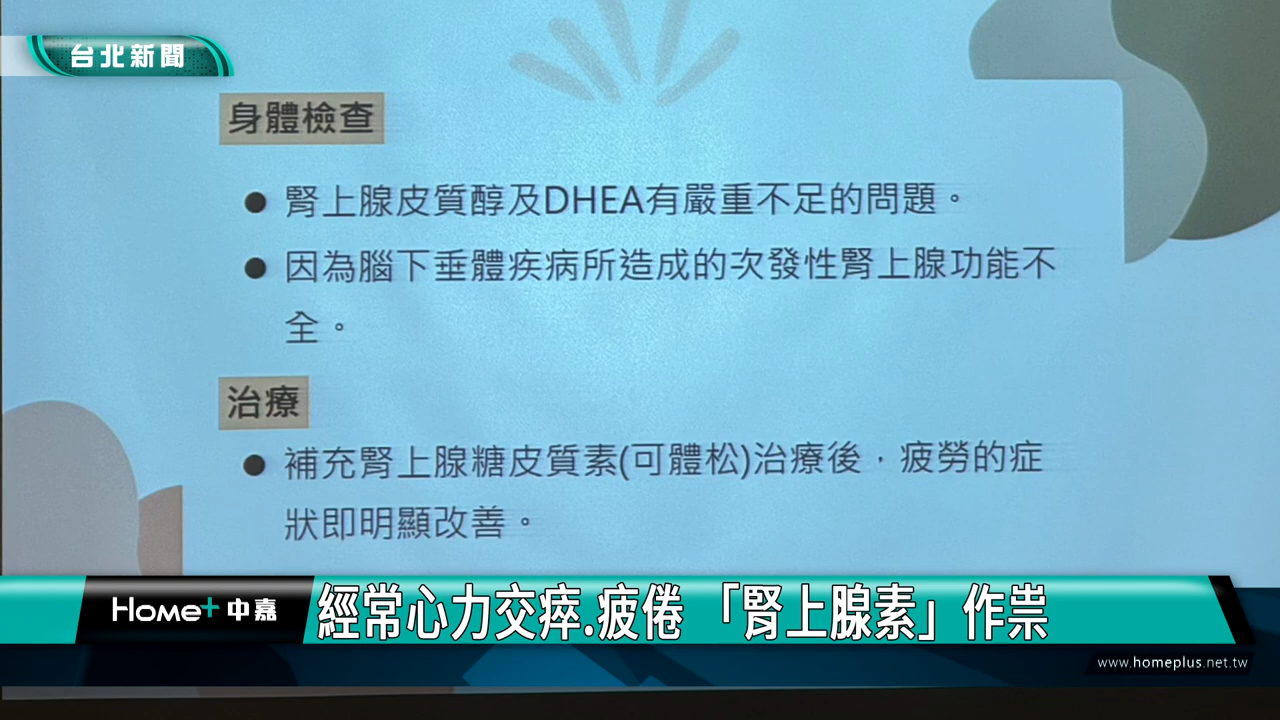 台北新聞
身體檢查
● 腎上腺皮質醇及DHEA有嚴重不足的問題。
● 因為腦下垂體疾病所造成的次發性腎上腺功能不
全。
治療
● 補充腎上腺糖皮質素(可體松)治療後，疲勞的症
狀即明顯改善。
Home+中嘉
經常心力交瘁.疲倦 「腎上腺素」作祟
www.homeplus.net.tw